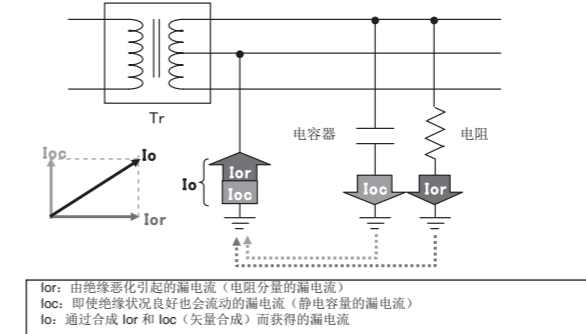 Tr
电容器
电阻
Ioc
Io
Ior
Io
Ior
Ioc
Ioc
Ior
Ior：由绝缘恶化引起的漏电流（电阻分量的漏电流）
Ioc：即使绝缘状况良好也会流动的漏电流（静电容量的漏电流）
Io：通过合成 Ior 和 Ioc（矢量合成）而获得的漏电流